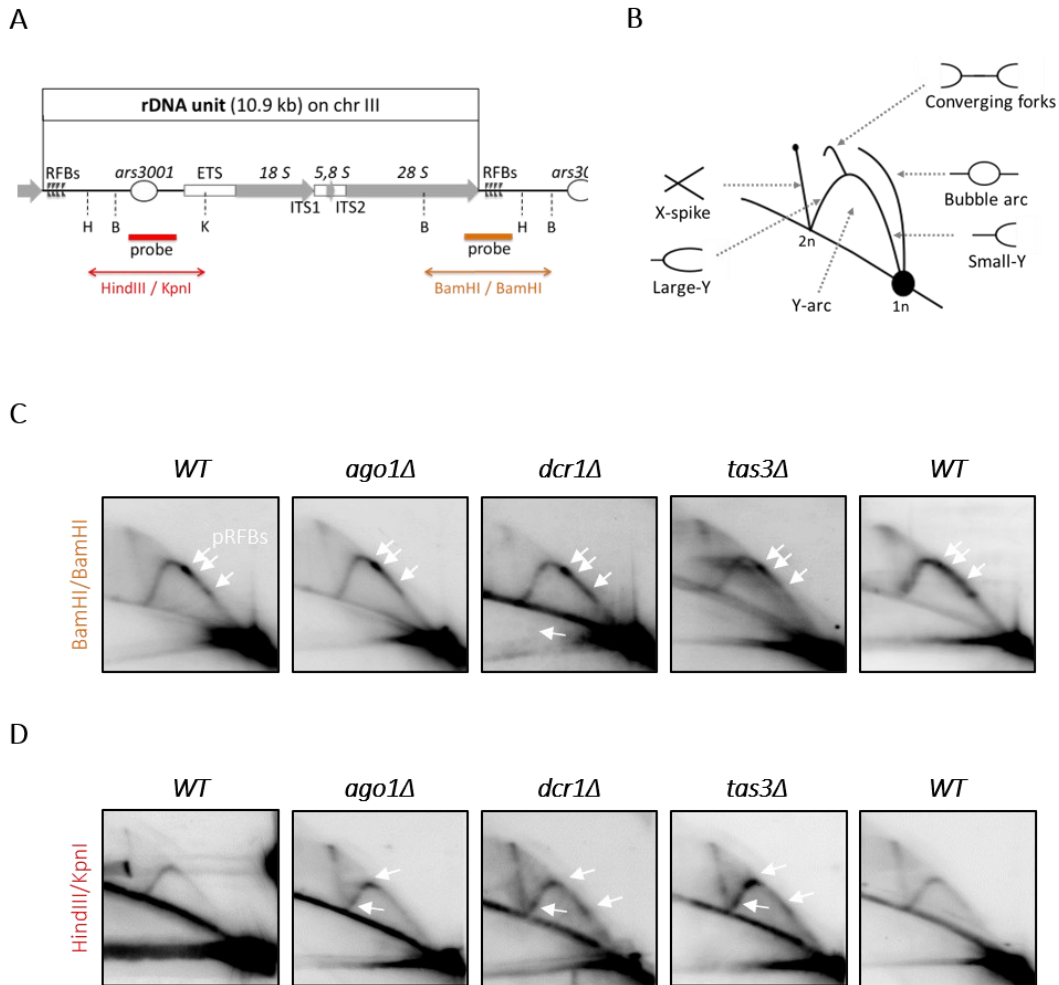 A
rDNA unit (10.9 kb) on chr III
RFBs ars3001 ETS 18 S 5,8 S 28 S RFBs ars30
ITS1 ITS2
H B K B H B
probe probe
HindIII / KpnI BamHI / BamHI
B
Converging forks
X-spike
Bubble arc
2n
Small-Y
Large-Y
Y-arc
1n
C
WT ago1Δ dcr1Δ tas3Δ WT
BamHI/BamHI
pRFBs
D
WT ago1Δ dcr1Δ tas3Δ WT
HindIII/KpnI